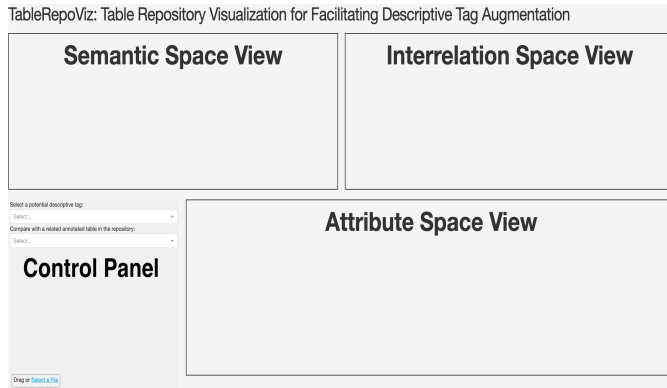 TableRepoViz: Table Repository Visualization for Facilitating Descriptive Tag Augmentation
Semantic Space View
Interrelation Space View
Select a potential descriptive tag:
Select...
Compare with a related annotated table in the repository:
Select...
Control Panel
Attribute Space View
Drag or Select a File